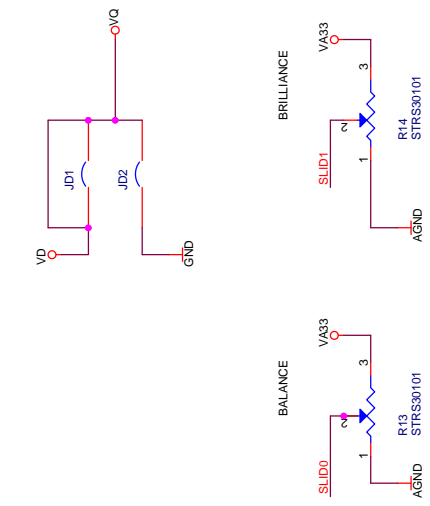 VQ
JD1
JD2
VD
GND
BRILLIANCE
VA33
3
2
1
R14
STRS30101
SLID1
AGND
BALANCE
VA33
3
2
1
R13
STRS30101
SLID0
AGND